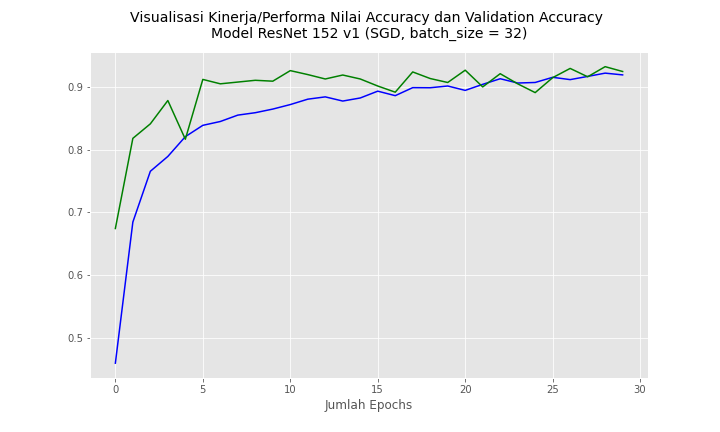 Visualisasi Kinerja/Performa Nilai Accuracy dan Validation Accuracy
Model ResNet 152 v1 (SGD, batch_size = 32)
0.9
0.8
0.7
0.6
0.5
0 5 10 15 20 25 30
Jumlah Epochs